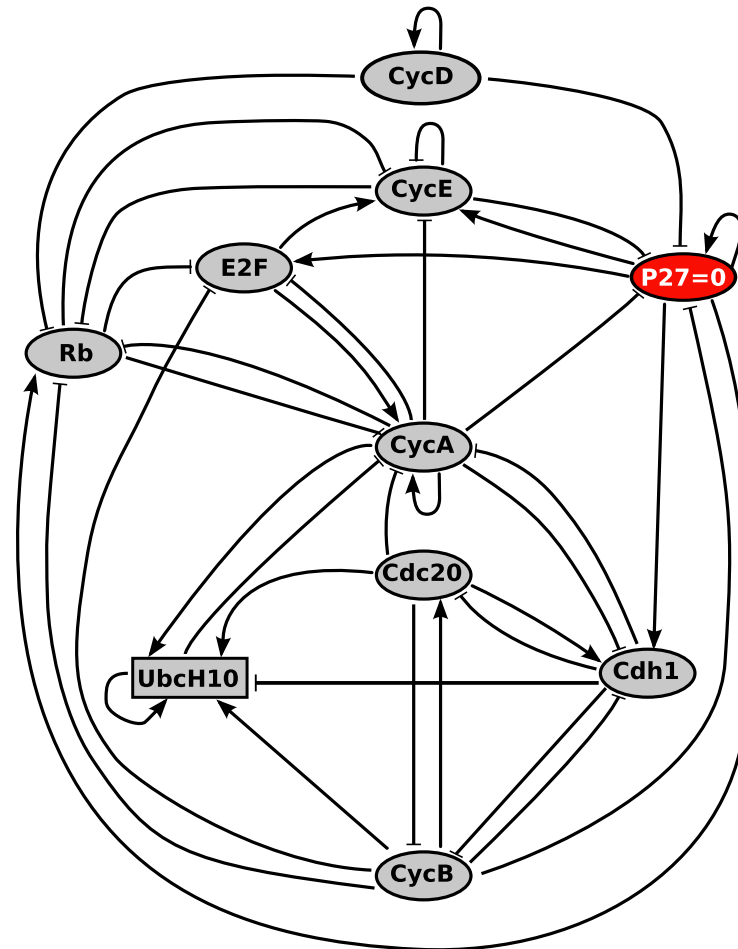 CycD
CycE
E2F
P27=0
Rb
CycA
Cdc20
UbcH10
Cdh1
CycB